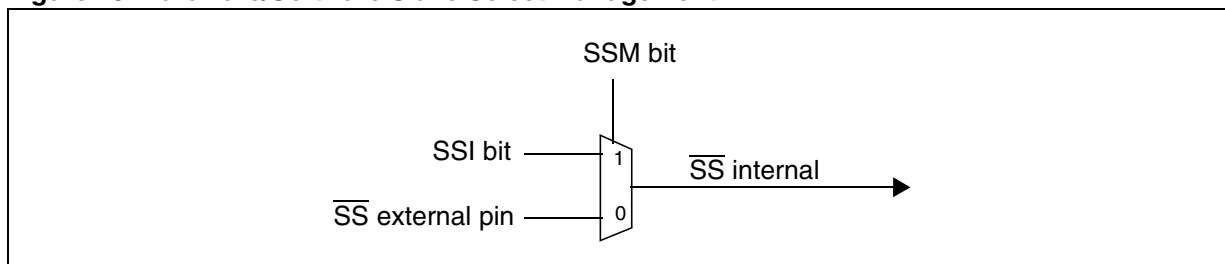 SSM bit
SSI bit
1
SS internal
SS external pin
0